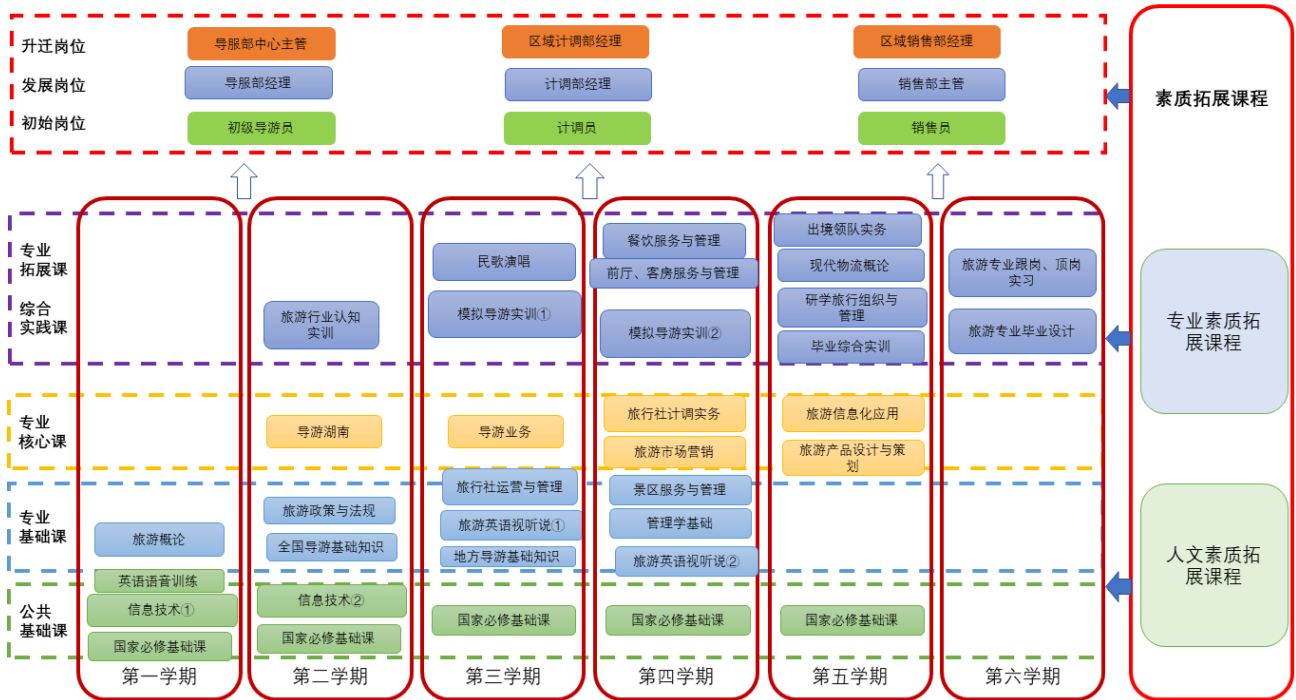 升迁岗位
导服部中心主管
区域计调部经理
区域销售部经理
发展岗位
导服部经理
计调部经理
销售部主管
初始岗位
初级导游员
计调员
销售员
素质拓展课程
专业
拓展课
综合
实践课
旅游行业认知
实训
民歌演唱
模拟导游实训①
餐饮服务与管理
前厅、客房服务与管理
模拟导游实训②
出境领队实务
现代物流概论
研学旅行组织与
管理
毕业综合实训
旅游专业跟岗、顶岗
实习
旅游专业毕业设计
专业素质拓
展课程
专业
核心课
导游湖南
导游业务
旅行社计调实务
旅游市场营销
旅游信息化应用
旅游产品设计与策
划
专业
基础课
旅游概论
旅游政策与法规
全国导游基础知识
旅行社运营与管理
旅游英语视听说①
地方导游基础知识
景区服务与管理
管理学基础
旅游英语视听说②
人文素质拓
展课程
公共
基础课
英语语音训练
信息技术①
国家必修基础课
信息技术②
国家必修基础课
国家必修基础课
国家必修基础课
国家必修基础课
第一学期
第二学期
第三学期
第四学期
第五学期
第六学期